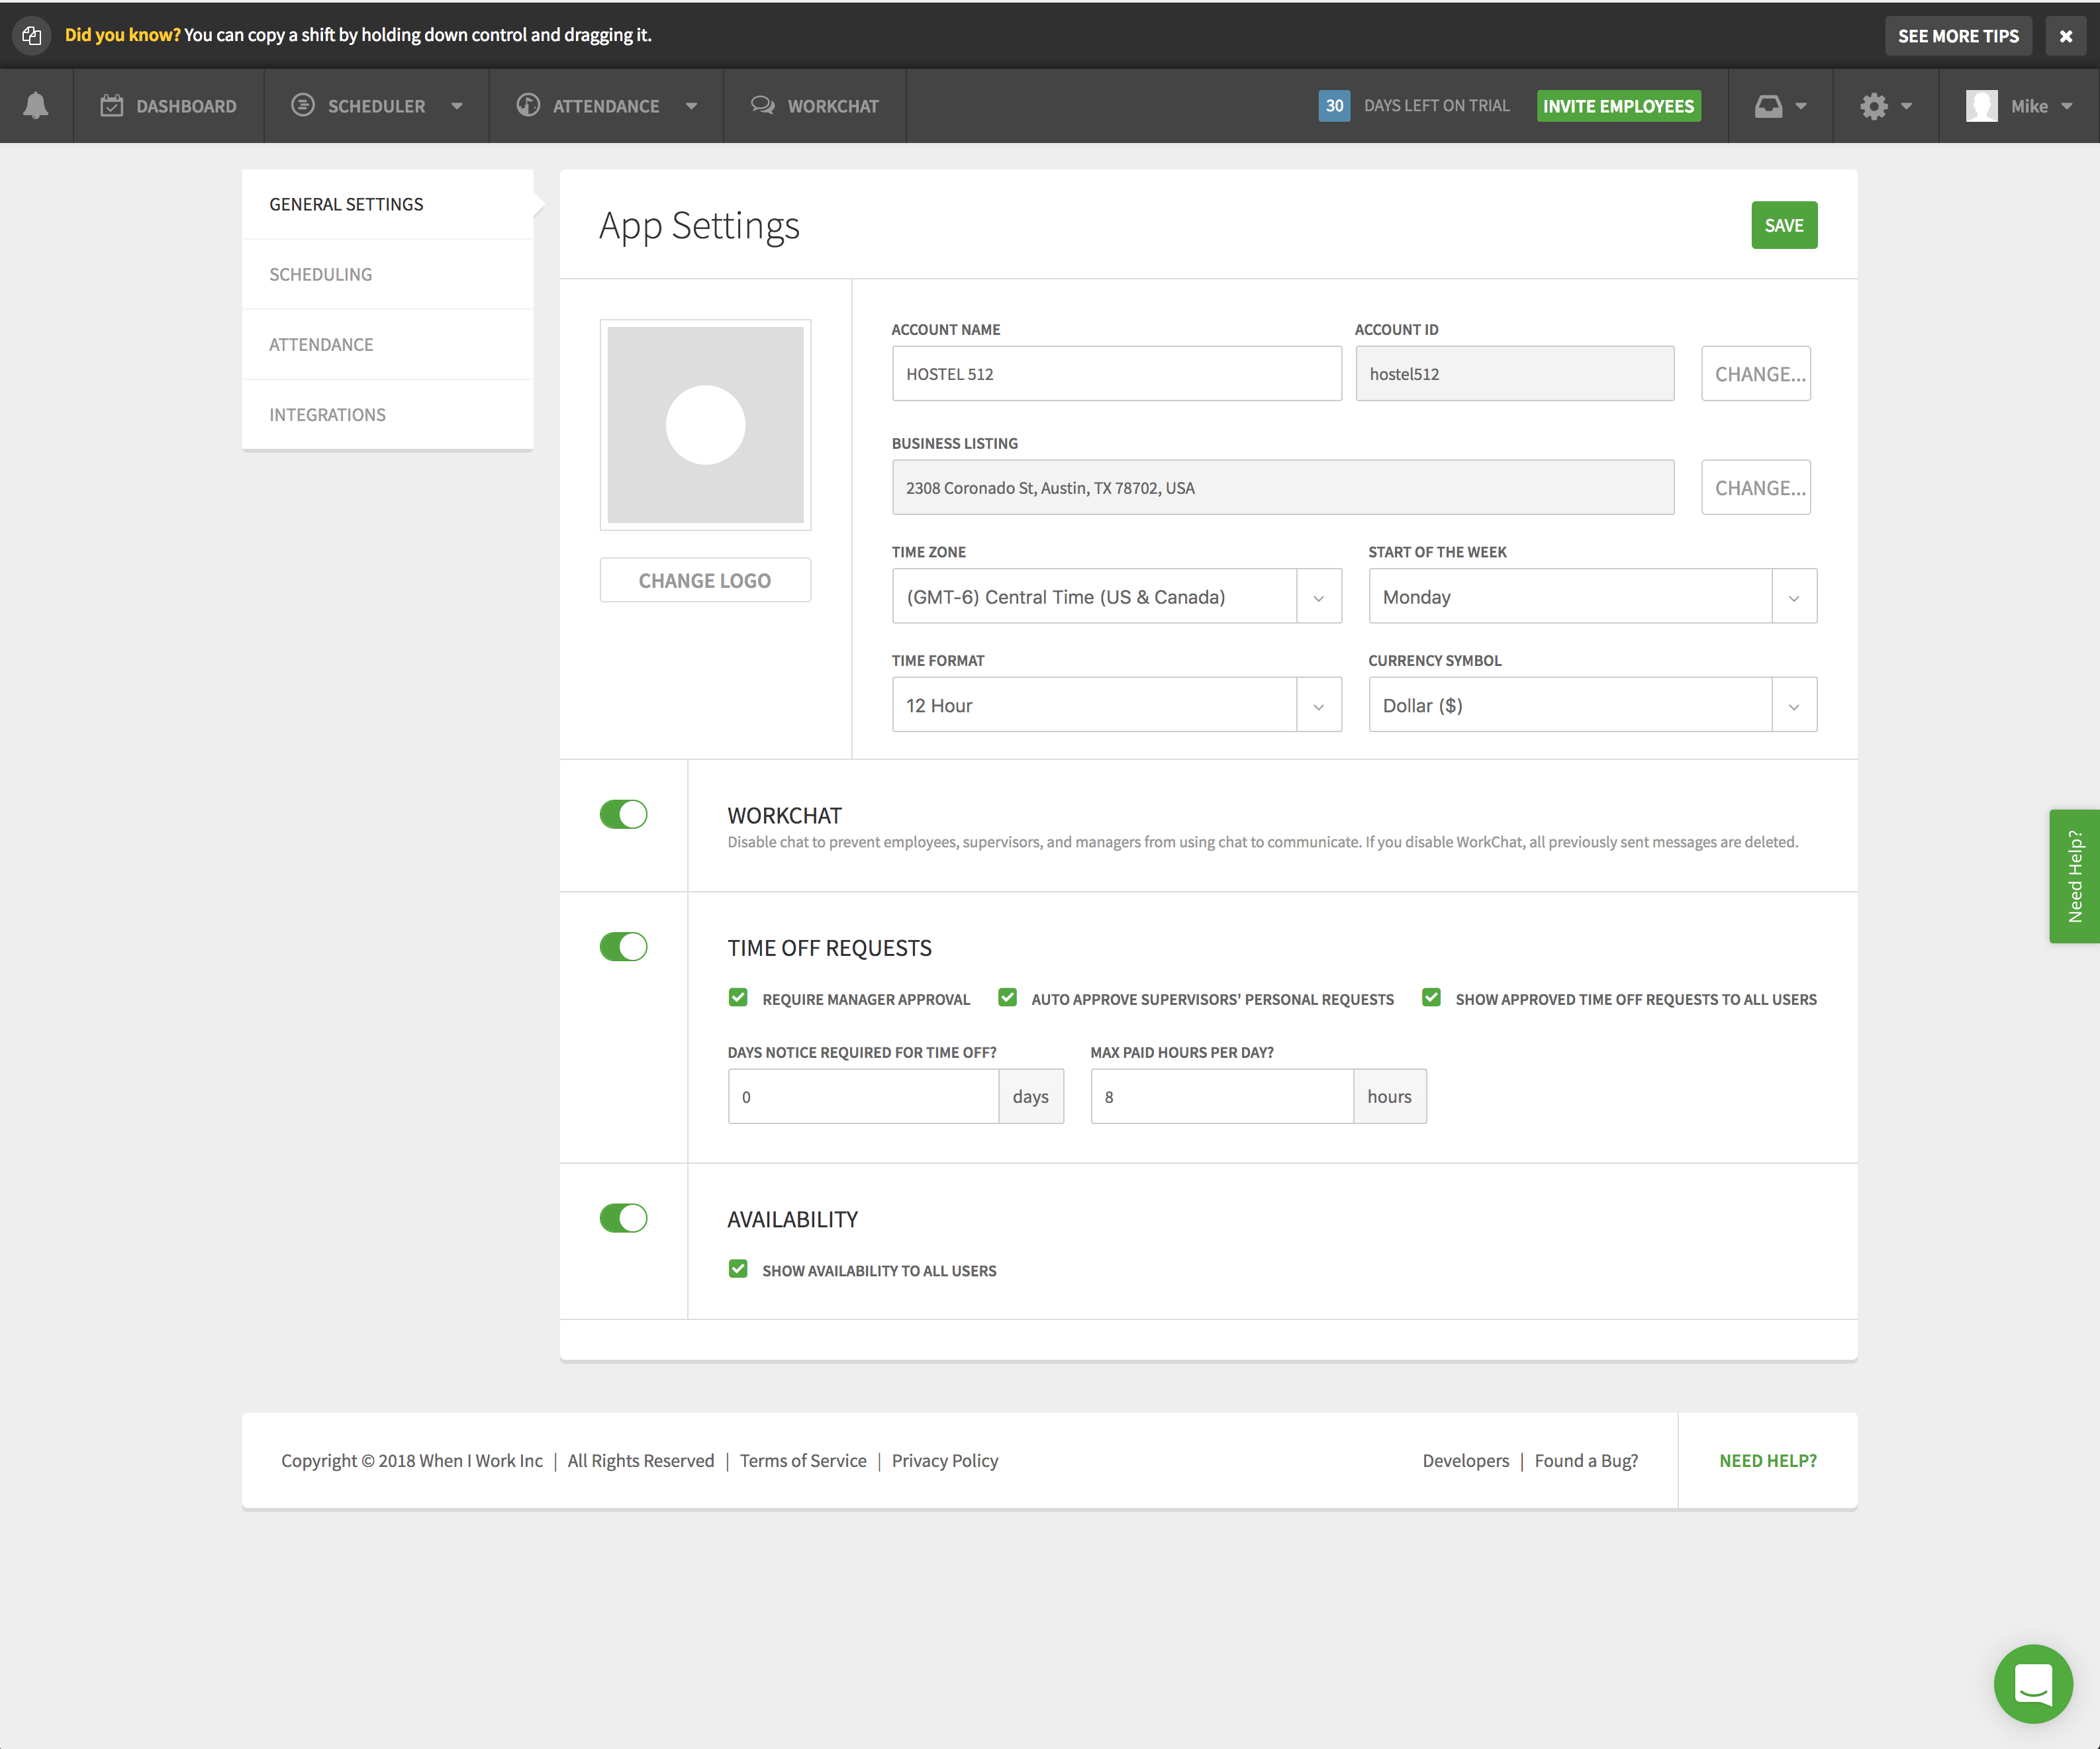 Did you know? You can copy a shift by holding down control and dragging it.
SEE MORE TIPS
DASHBOARD
SCHEDULER
ATTENDANCE
WORKCHAT
30 DAYS LEFT ON TRIAL
INVITE EMPLOYEES
Mike
GENERAL SETTINGS
SCHEDULING
ATTENDANCE
INTEGRATIONS
App Settings
SAVE
CHANGE LOGO
ACCOUNT NAME
HOSTEL 512
ACCOUNT ID
hostel512
CHANGE...
BUSINESS LISTING
2308 Coronado St, Austin, TX 78702, USA
CHANGE...
TIME ZONE
(GMT-6) Central Time (US & Canada)
START OF THE WEEK
Monday
TIME FORMAT
12 Hour
CURRENCY SYMBOL
Dollar ($)
WORKCHAT
Disable chat to prevent employees, supervisors, and managers from using chat to communicate. If you disable WorkChat, all previously sent messages are deleted.
TIME OFF REQUESTS
REQUIRE MANAGER APPROVAL
AUTO APPROVE SUPERVISORS' PERSONAL REQUESTS
SHOW APPROVED TIME OFF REQUESTS TO ALL USERS
DAYS NOTICE REQUIRED FOR TIME OFF?
0 days
MAX PAID HOURS PER DAY?
8 hours
AVAILABILITY
SHOW AVAILABILITY TO ALL USERS
Need Help?
Copyright © 2018 When I Work Inc | All Rights Reserved | Terms of Service | Privacy Policy
Developers | Found a Bug?
NEED HELP?